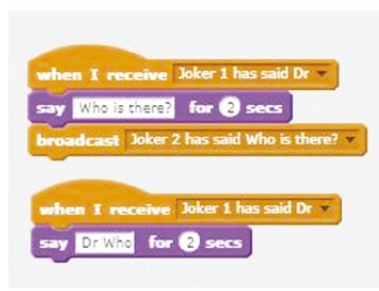 when I receive Joker 1 has said Dr
say Who is there? for 2 secs
broadcast Joker 2 has said Who is there?
when I receive Joker 1 has said Dr
say Dr Who for 2 secs